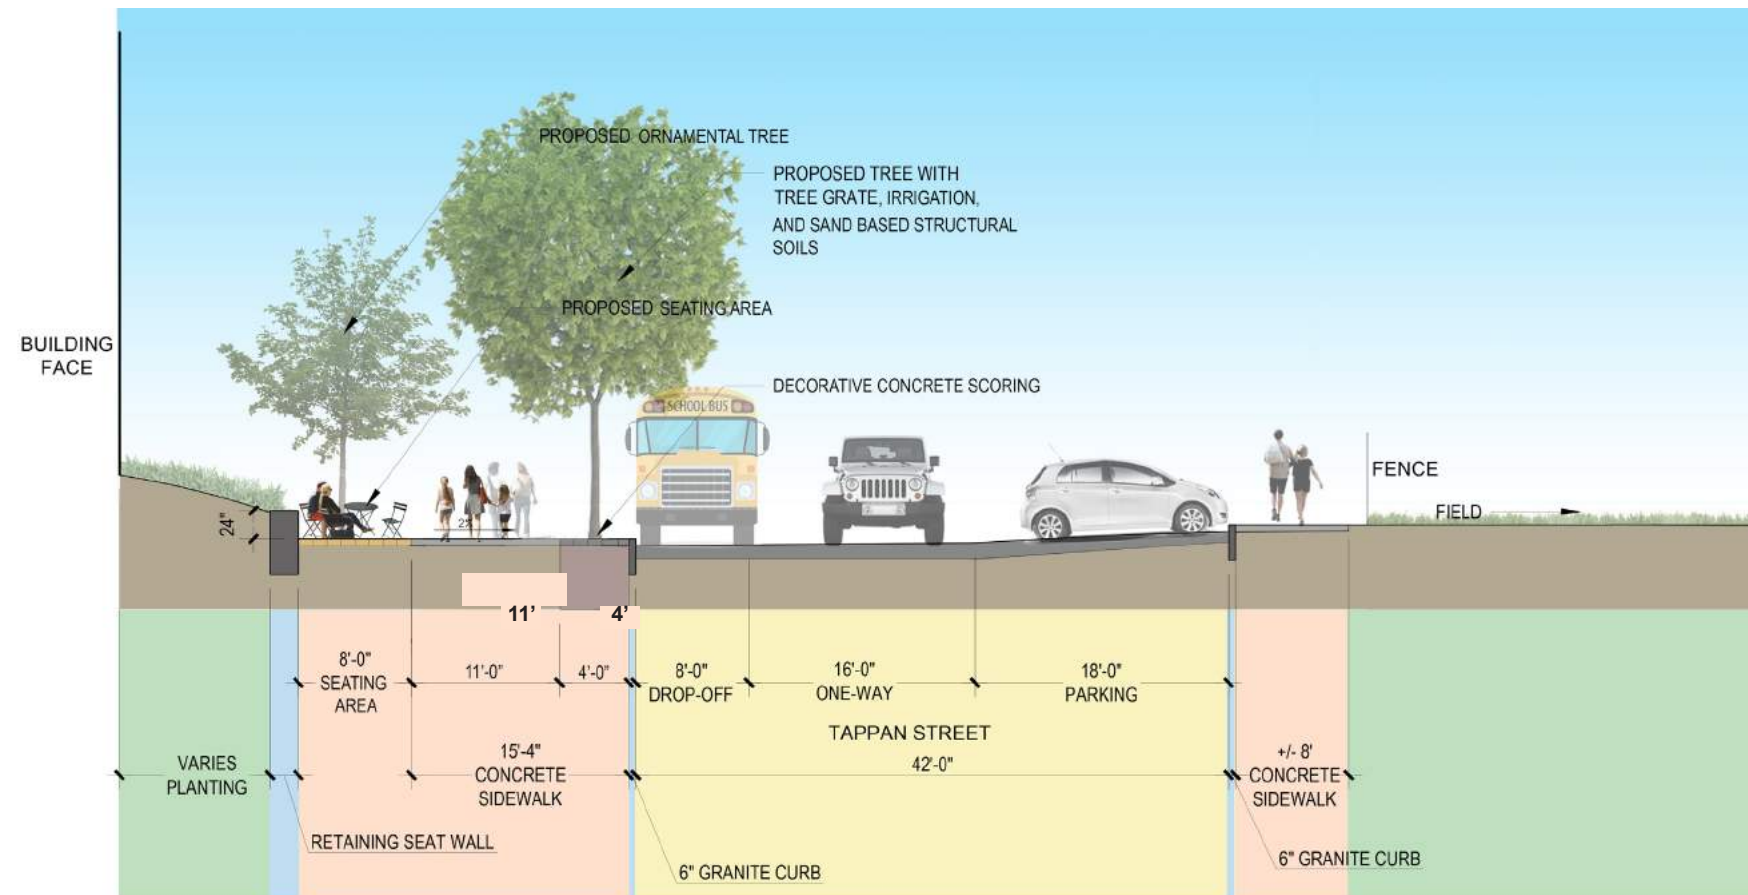 PROPOSED ORNAMENTAL TREE
PROPOSED TREE WITH
TREE GRATE, IRRIGATION,
AND SAND BASED STRUCTURAL
SOILS
PROPOSED SEATING AREA
BUILDING
FACE
DECORATIVE CONCRETE SCORING
SCHOOL BUS
FENCE
FIELD
24"
2%
11’
4’
8'-0"
SEATING
AREA
11'-0"
4'-0"
8'-0"
DROP-OFF
16'-0"
ONE-WAY
18'-0"
PARKING
TAPPAN STREET
42'-0"
VARIES
PLANTING
15'-4"
CONCRETE
SIDEWALK
+/- 8'
CONCRETE
SIDEWALK
RETAINING SEAT WALL
6" GRANITE CURB
6" GRANITE CURB